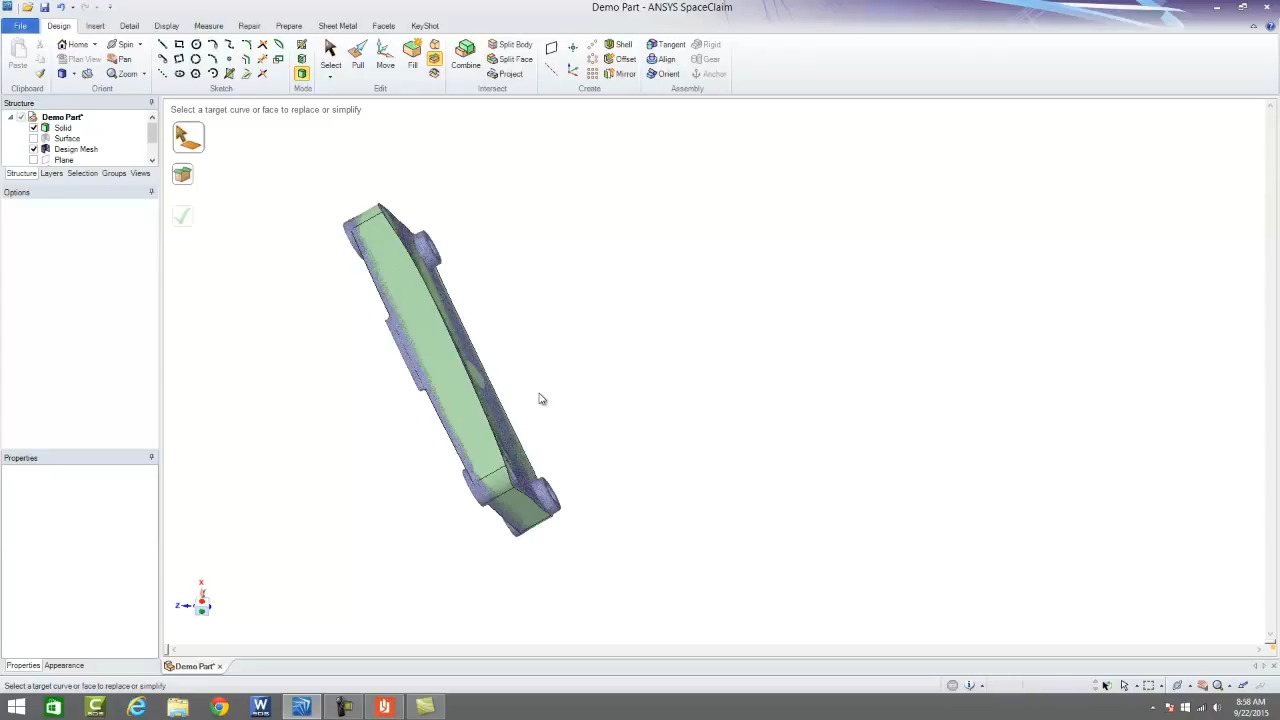 Demo Part - ANSYS SpaceClaim
File Design Insert Detail Display Measure Repair Prepare Sheet Metal Facets KeyShot
Paste
Clipboard
Home Spin
Plan View Pan
Zoom
Orient
Sketch
Mode
Select Pull Move Fill
Edit
Combine
Split Body
Split Face
Project
Intersect
Shell
Offset
Mirror
Create
Tangent Rigid
Align Gear
Orient Anchor
Assembly
Structure
Demo Part*
Solid
Surface
Design Mesh
Plane
Structure Layers Selection Groups Views
Options
Properties
Properties Appearance
Select a target curve or face to replace or simplify
X
Z
Demo Part*
Select a target curve or face to replace or simplify
8:58 AM
9/22/2015